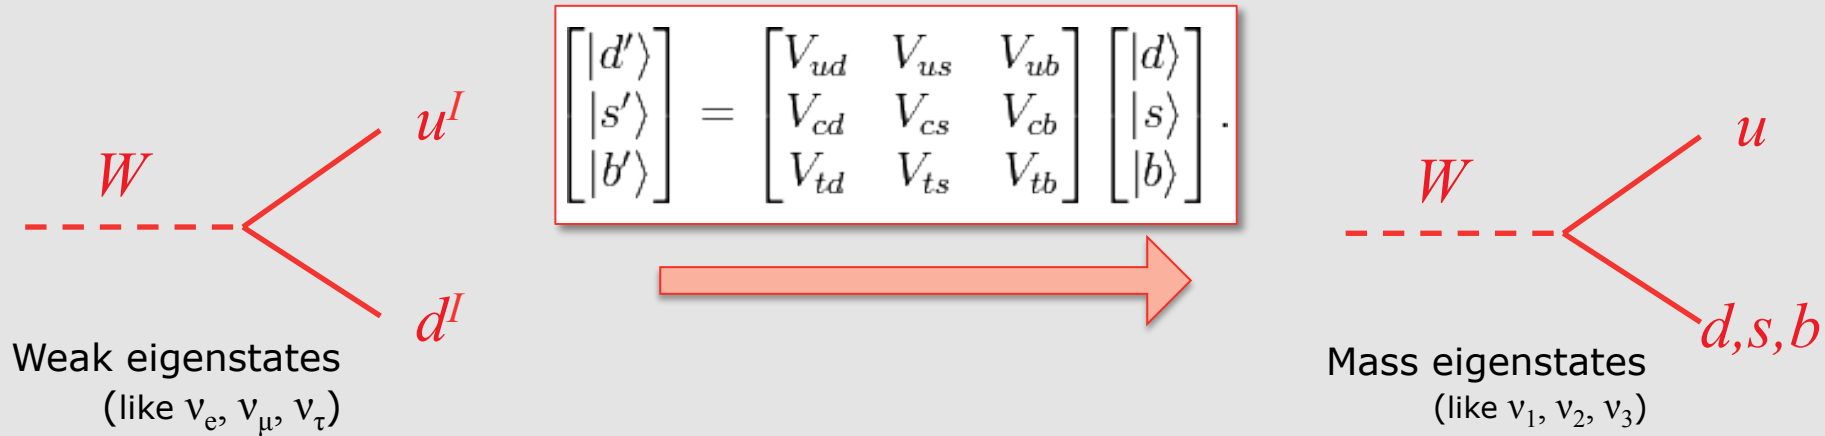 |d′⟩ V_ud V_us V_ub |d⟩
|s′⟩ = V_cd V_cs V_cb |s⟩ .
|b′⟩ V_td V_ts V_tb |b⟩
W
u^I
d^I
Weak eigenstates
(like ν_e, ν_μ, ν_τ)
W
u
d,s,b
Mass eigenstates
(like ν_1, ν_2, ν_3)